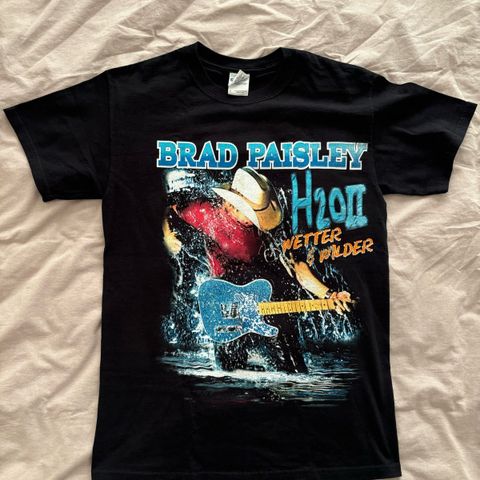 BRAD PAISLEY
H2OII
WETTER
& WILDER